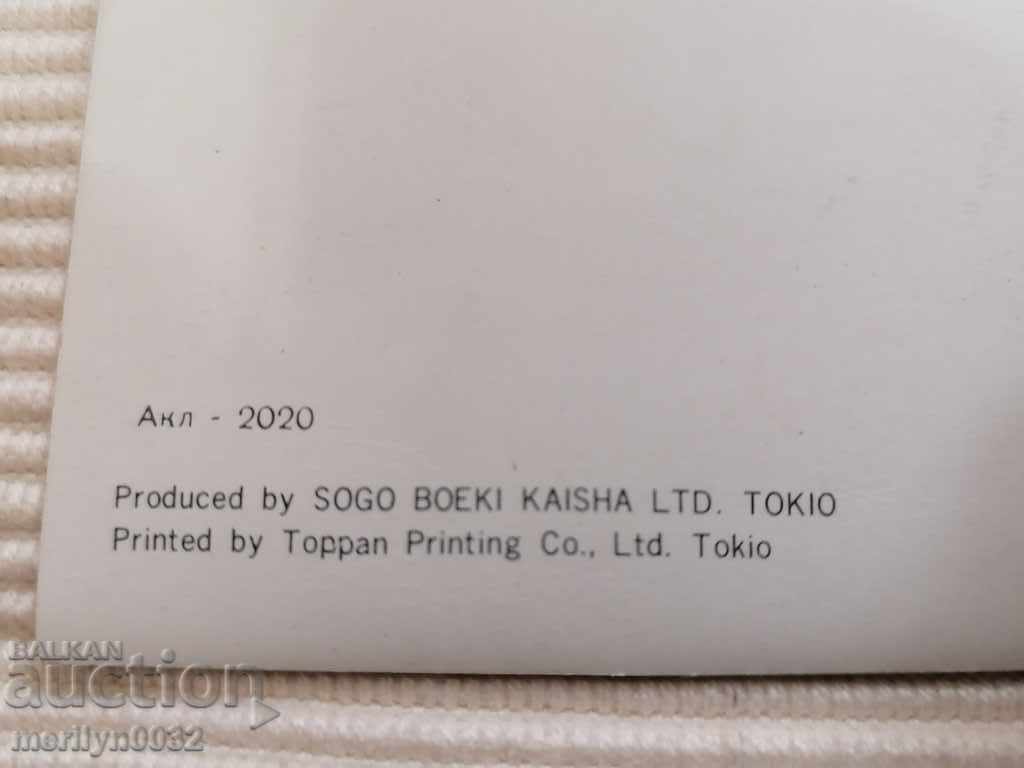 Акл - 2020
Produced by SOGO BOEKI KAISHA LTD. TOKIO
Printed by Toppan Printing Co., Ltd. Tokio
BALKAN
auction
merilyn0032